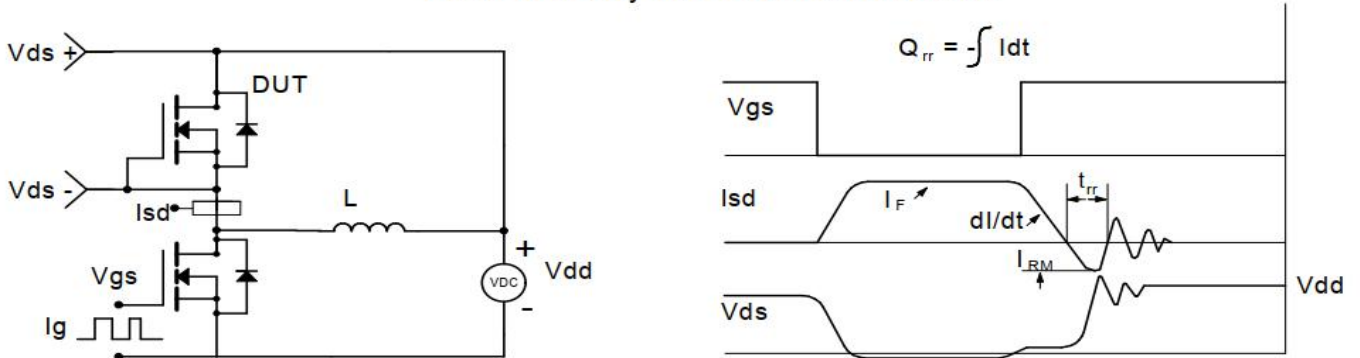 Vds +
DUT
Vds -
Isd
L
Vgs
+
VDC
-
Vdd
Ig
Q rr = -∫ Idt
Vgs
Isd
I F
dI/dt
t rr
I RM
Vds
Vdd